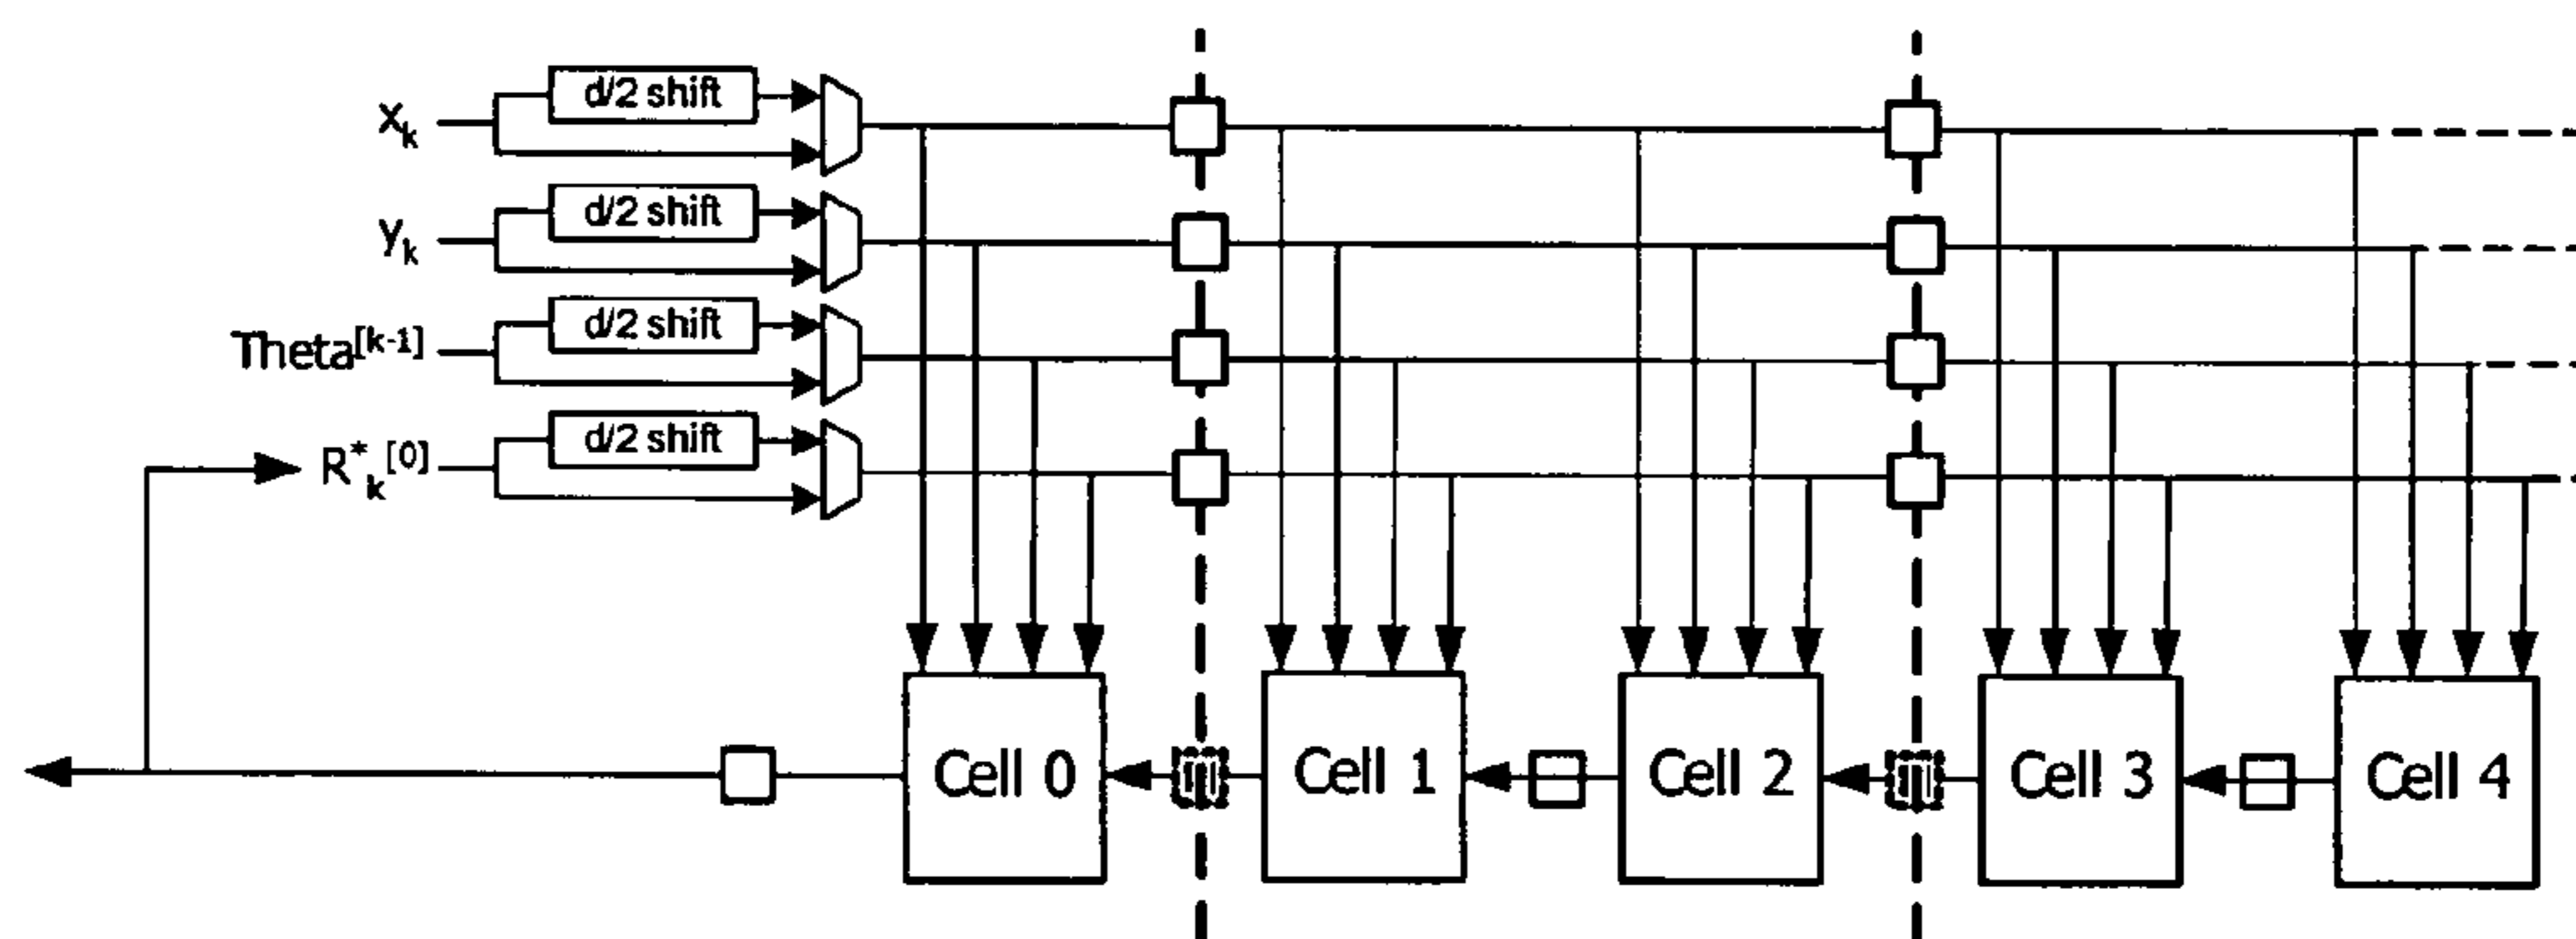 d/2 shift
xₖ
d/2 shift
yₖ
d/2 shift
Theta^[k-1]
d/2 shift
R*ₖ^[0]
Cell 0
Cell 1
Cell 2
Cell 3
Cell 4